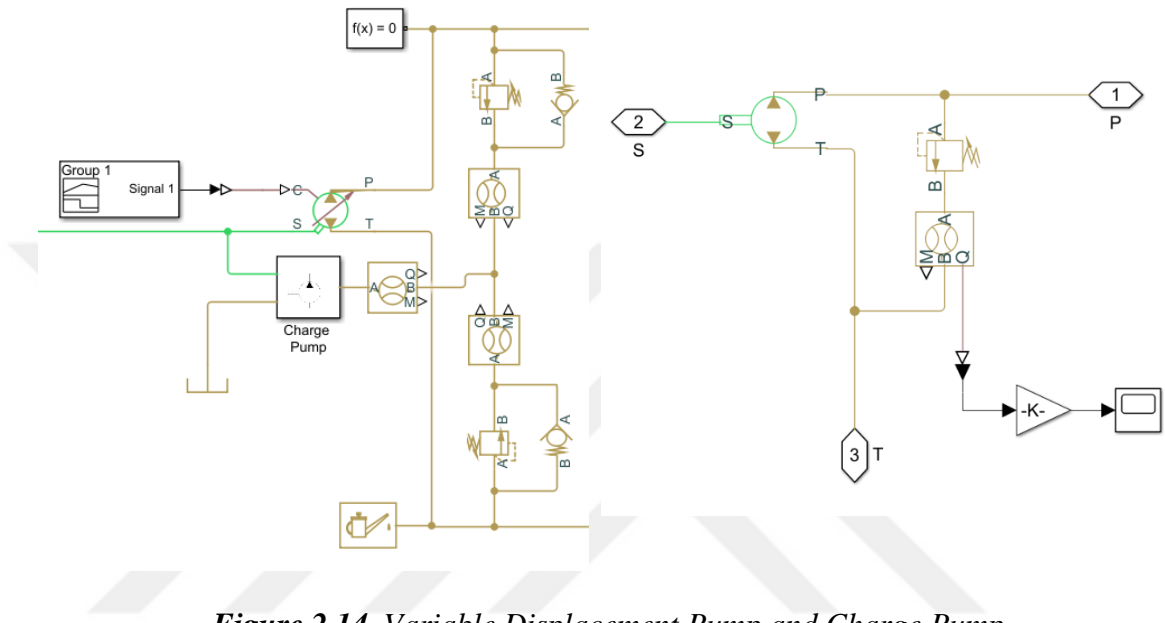 f(x) = 0
A
B
B
A
Group 1
Signal 1
C
P
S
T
A
M
B
Q
Charge
Pump
A
Q
B
M
Q
B
M
A
B
A
A
B
2
S
S
P
T
1
P
A
B
A
M
B
Q
-K-
3
T
Figure 2.14. Variable Displacement Pump and Charge Pump